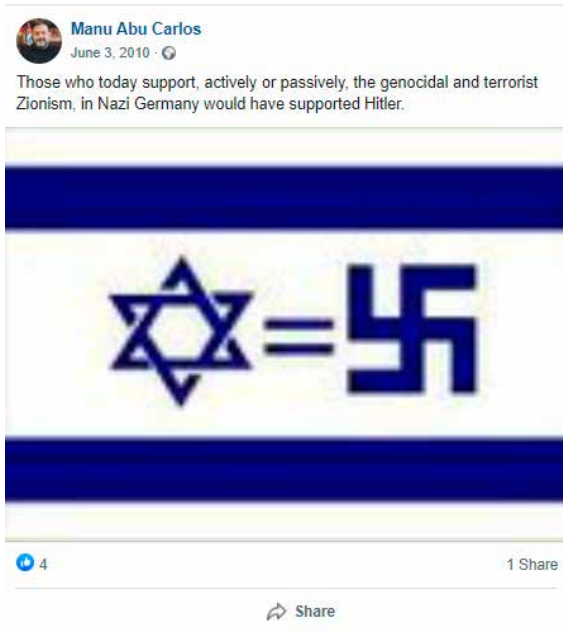 Manu Abu Carlos
June 3, 2010 ·
Those who today support, actively or passively, the genocidal and terrorist
Zionism, in Nazi Germany would have supported Hitler.
=
4
1 Share
Share